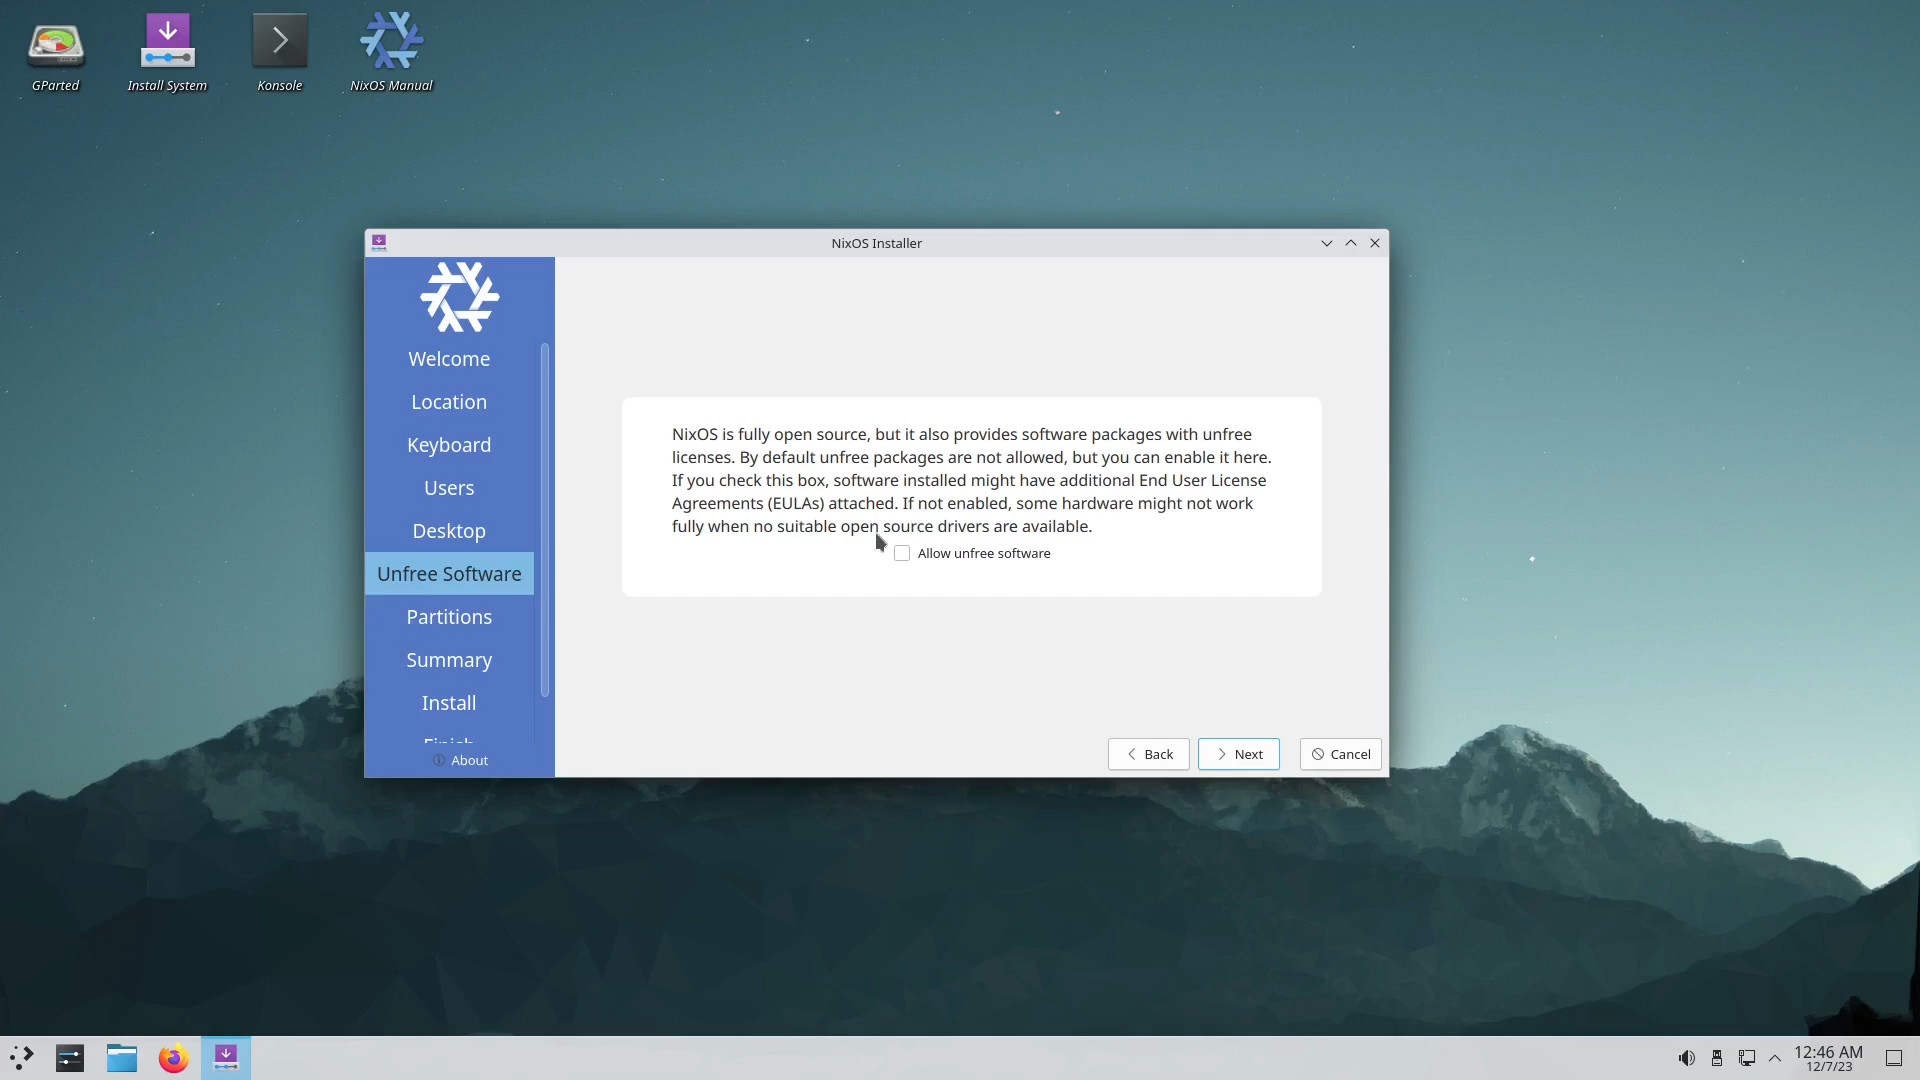 GParted
Install System
Konsole
NixOS Manual
NixOS Installer
Welcome
Location
Keyboard
Users
Desktop
Unfree Software
Partitions
Summary
Install
Finish
About
NixOS is fully open source, but it also provides software packages with unfree
licenses. By default unfree packages are not allowed, but you can enable it here.
If you check this box, software installed might have additional End User License
Agreements (EULAs) attached. If not enabled, some hardware might not work
fully when no suitable open source drivers are available.
Allow unfree software
Back
Next
Cancel
12:46 AM
12/7/23